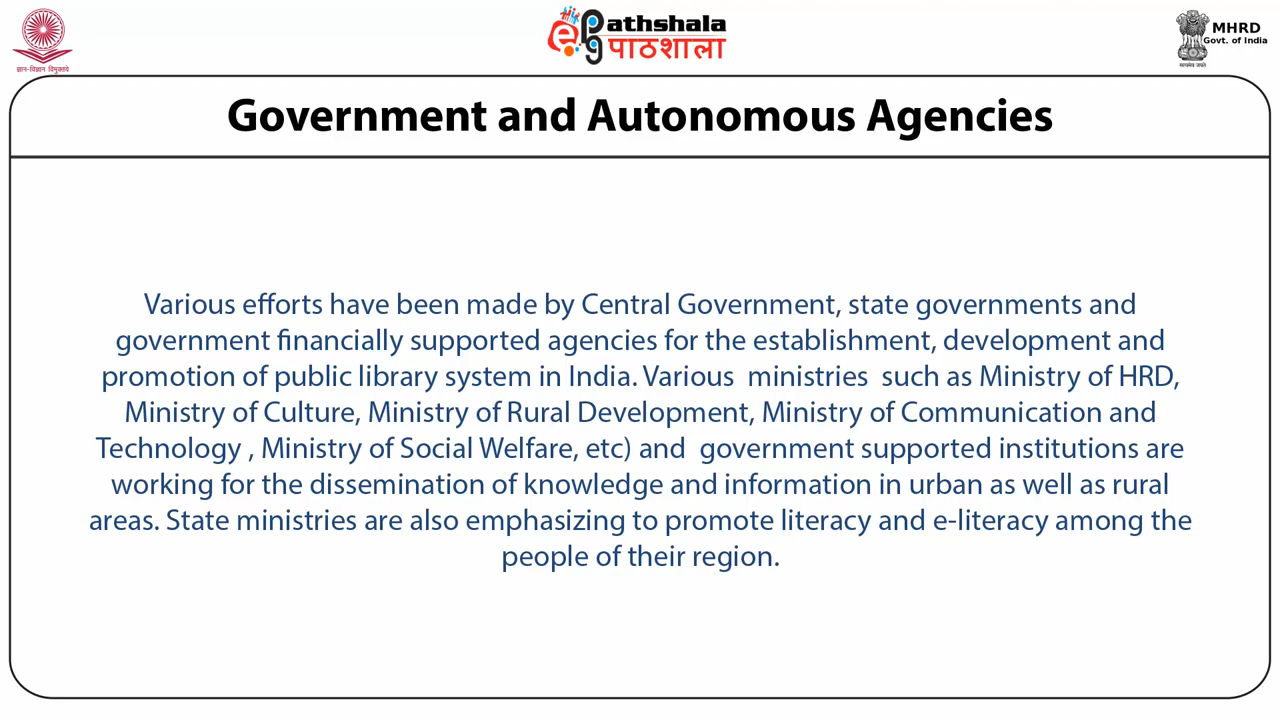 ज्ञान-विज्ञान विमुक्तये
epg Pathshala
पाठशाला
MHRD
Govt. of India
सत्यमेव जयते
Government and Autonomous Agencies
Various efforts have been made by Central Government, state governments and
government financially supported agencies for the establishment, development and
promotion of public library system in India. Various  ministries  such as Ministry of HRD,
Ministry of Culture, Ministry of Rural Development, Ministry of Communication and
Technology , Ministry of Social Welfare, etc) and  government supported institutions are
working for the dissemination of knowledge and information in urban as well as rural
areas. State ministries are also emphasizing to promote literacy and e-literacy among the
people of their region.